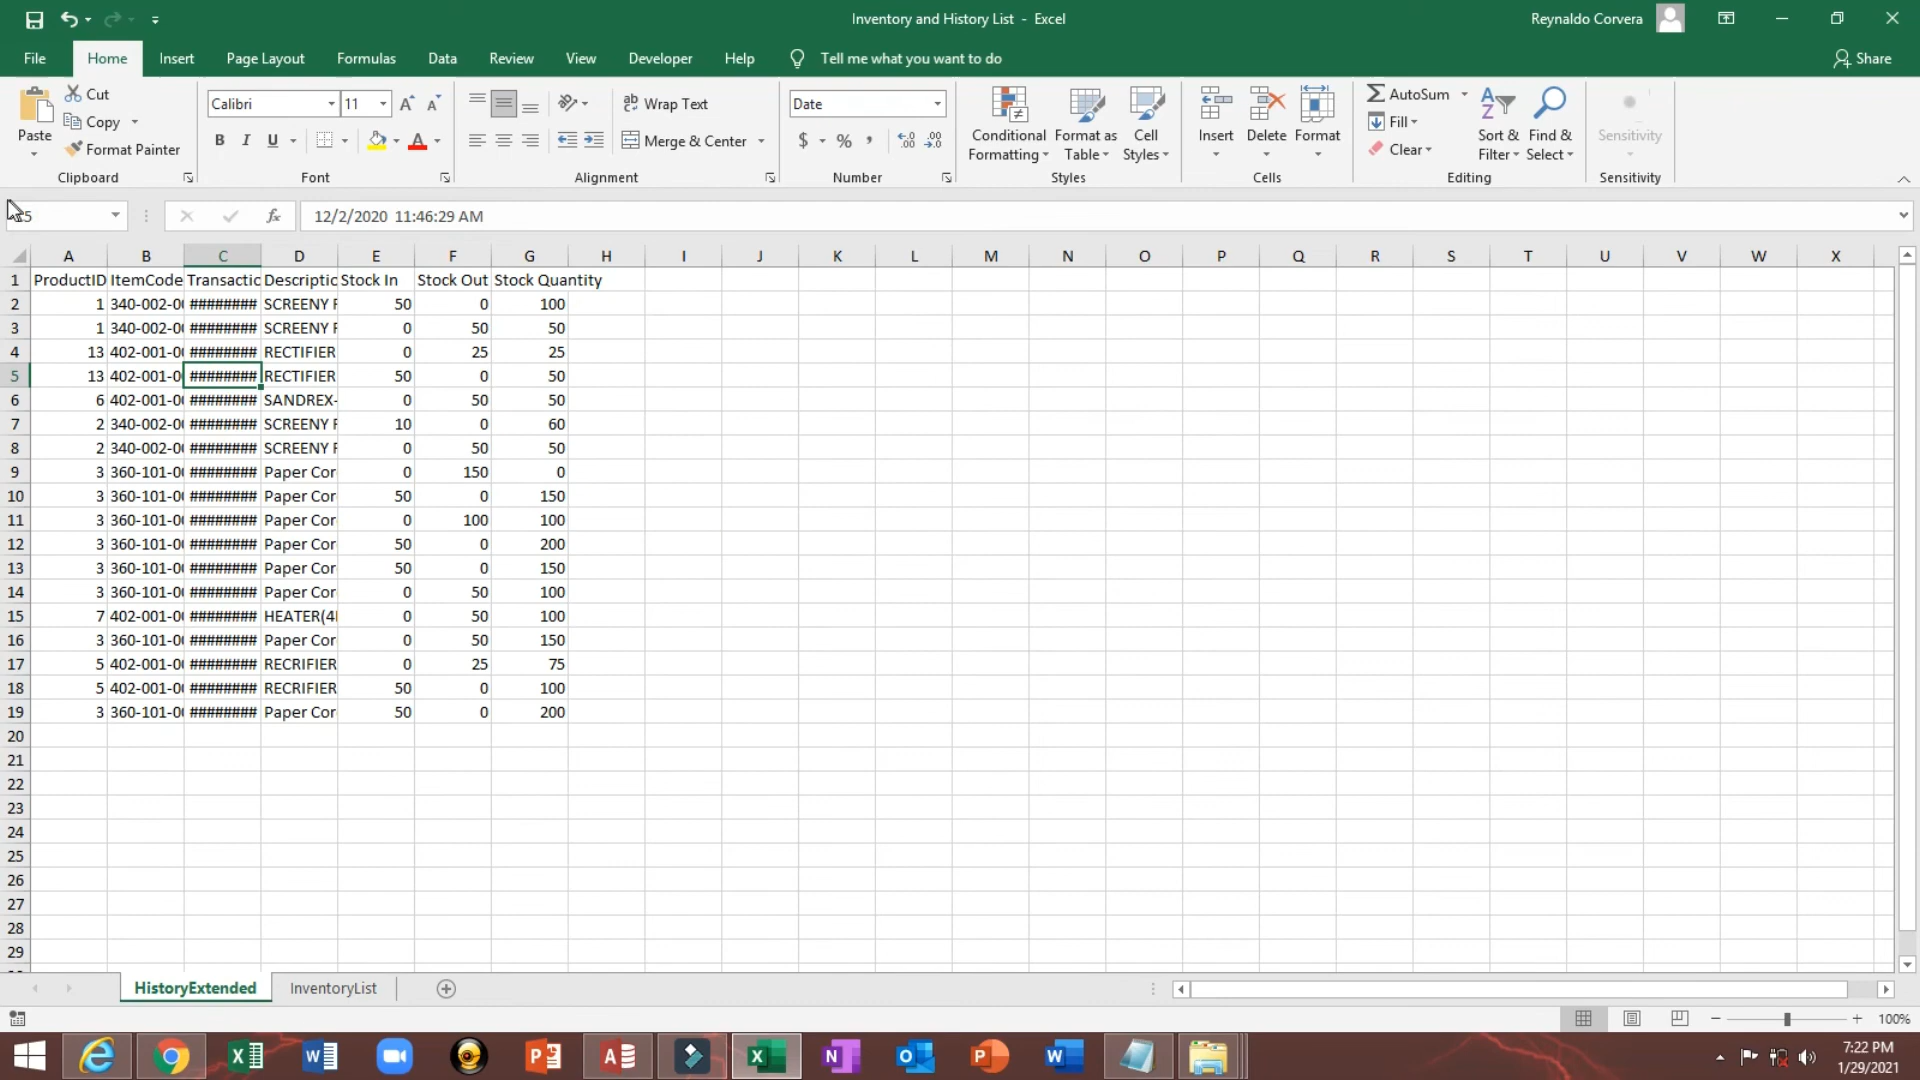 Inventory and History List - Excel
Reynaldo Corvera
File Home Insert Page Layout Formulas Data Review View Developer Help Tell me what you want to do Share
Paste
Cut
Copy
Format Painter
Clipboard
Calibri 11
B I U
Font
Wrap Text
Merge & Center
Alignment
Date
$ % ,
Number
Conditional Formatting
Format as Table
Cell Styles
Styles
Insert Delete Format
Cells
AutoSum
Fill
Clear
Sort & Filter
Find & Select
Editing
Sensitivity
Sensitivity
fx 12/2/2020 11:46:29 AM
A B C D E F G H I J K L M N O P Q R S T U V W X
1 ProductID ItemCode Transactic Descriptic Stock In Stock Out Stock Quantity
2 1 340-002-0 ######## SCREENY F 50 0 100
3 1 340-002-0 ######## SCREENY F 0 50 50
4 13 402-001-0 ######## RECTIFIER 0 25 25
5 13 402-001-0 ######## RECTIFIER 50 0 50
6 6 402-001-0 ######## SANDREX- 0 50 50
7 2 340-002-0 ######## SCREENY F 10 0 60
8 2 340-002-0 ######## SCREENY F 0 50 50
9 3 360-101-0 ######## Paper Cor 0 150 0
10 3 360-101-0 ######## Paper Cor 50 0 150
11 3 360-101-0 ######## Paper Cor 0 100 100
12 3 360-101-0 ######## Paper Cor 50 0 200
13 3 360-101-0 ######## Paper Cor 50 0 150
14 3 360-101-0 ######## Paper Cor 0 50 100
15 7 402-001-0 ######## HEATER(4 0 50 100
16 3 360-101-0 ######## Paper Cor 0 50 150
17 5 402-001-0 ######## RECRIFIER 0 25 75
18 5 402-001-0 ######## RECRIFIER 50 0 100
19 3 360-101-0 ######## Paper Cor 50 0 200
20
21
22
23
24
25
26
27
28
29
HistoryExtended InventoryList
100%
7:22 PM
1/29/2021